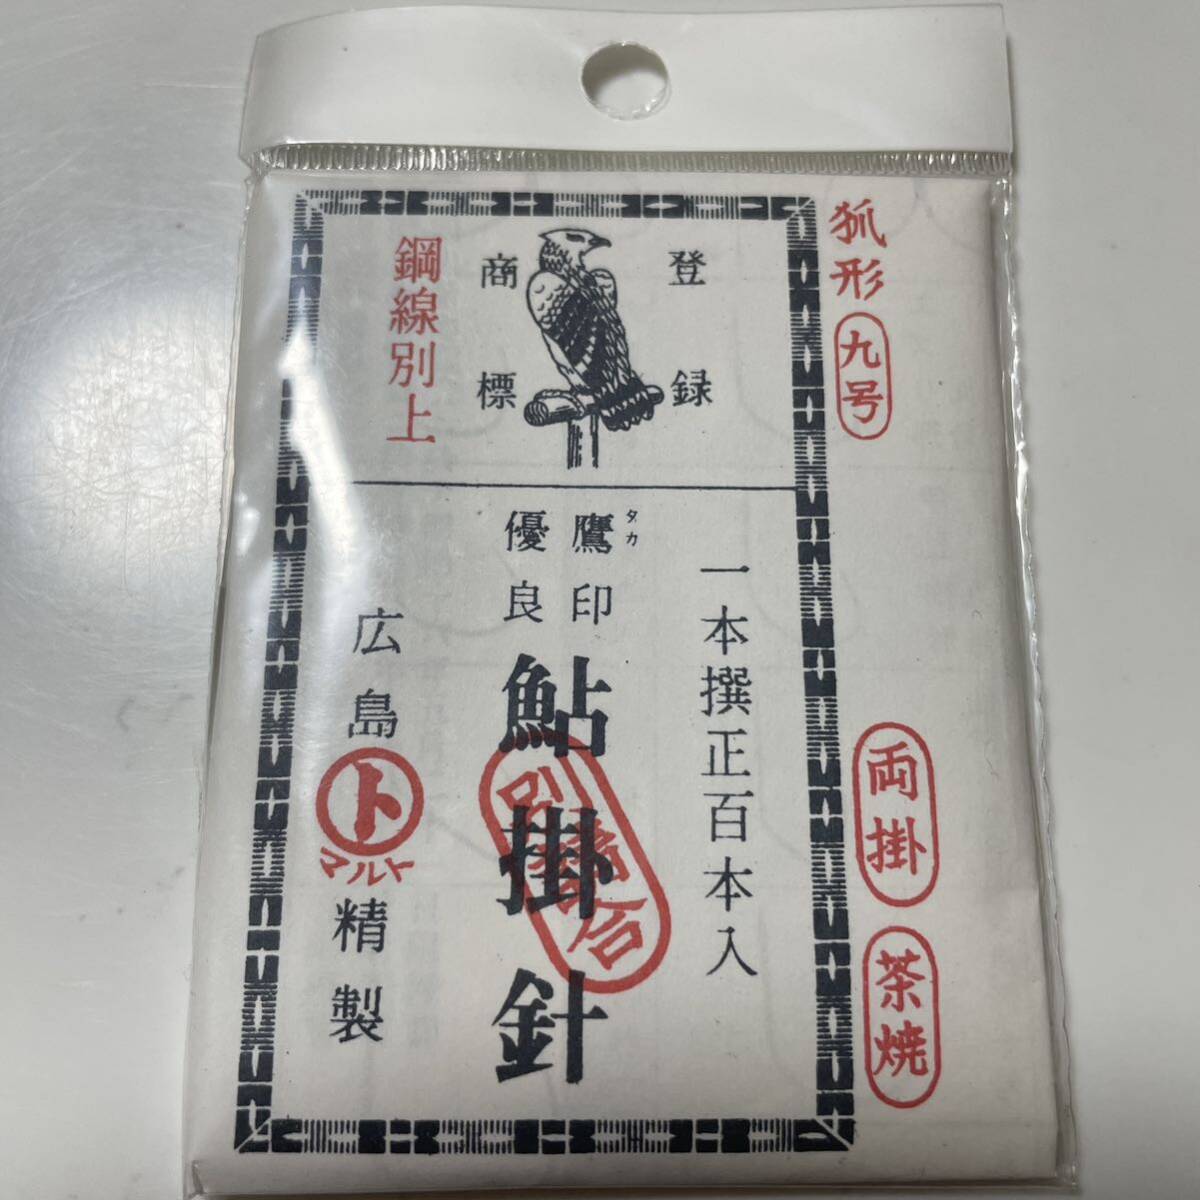 狐形
九号
両掛
茶焼
登録
商標
鋼線別上
一本撰正百本入
タカ
鷹印
優良
鮎掛針
合
広島
ト
マルト
精製